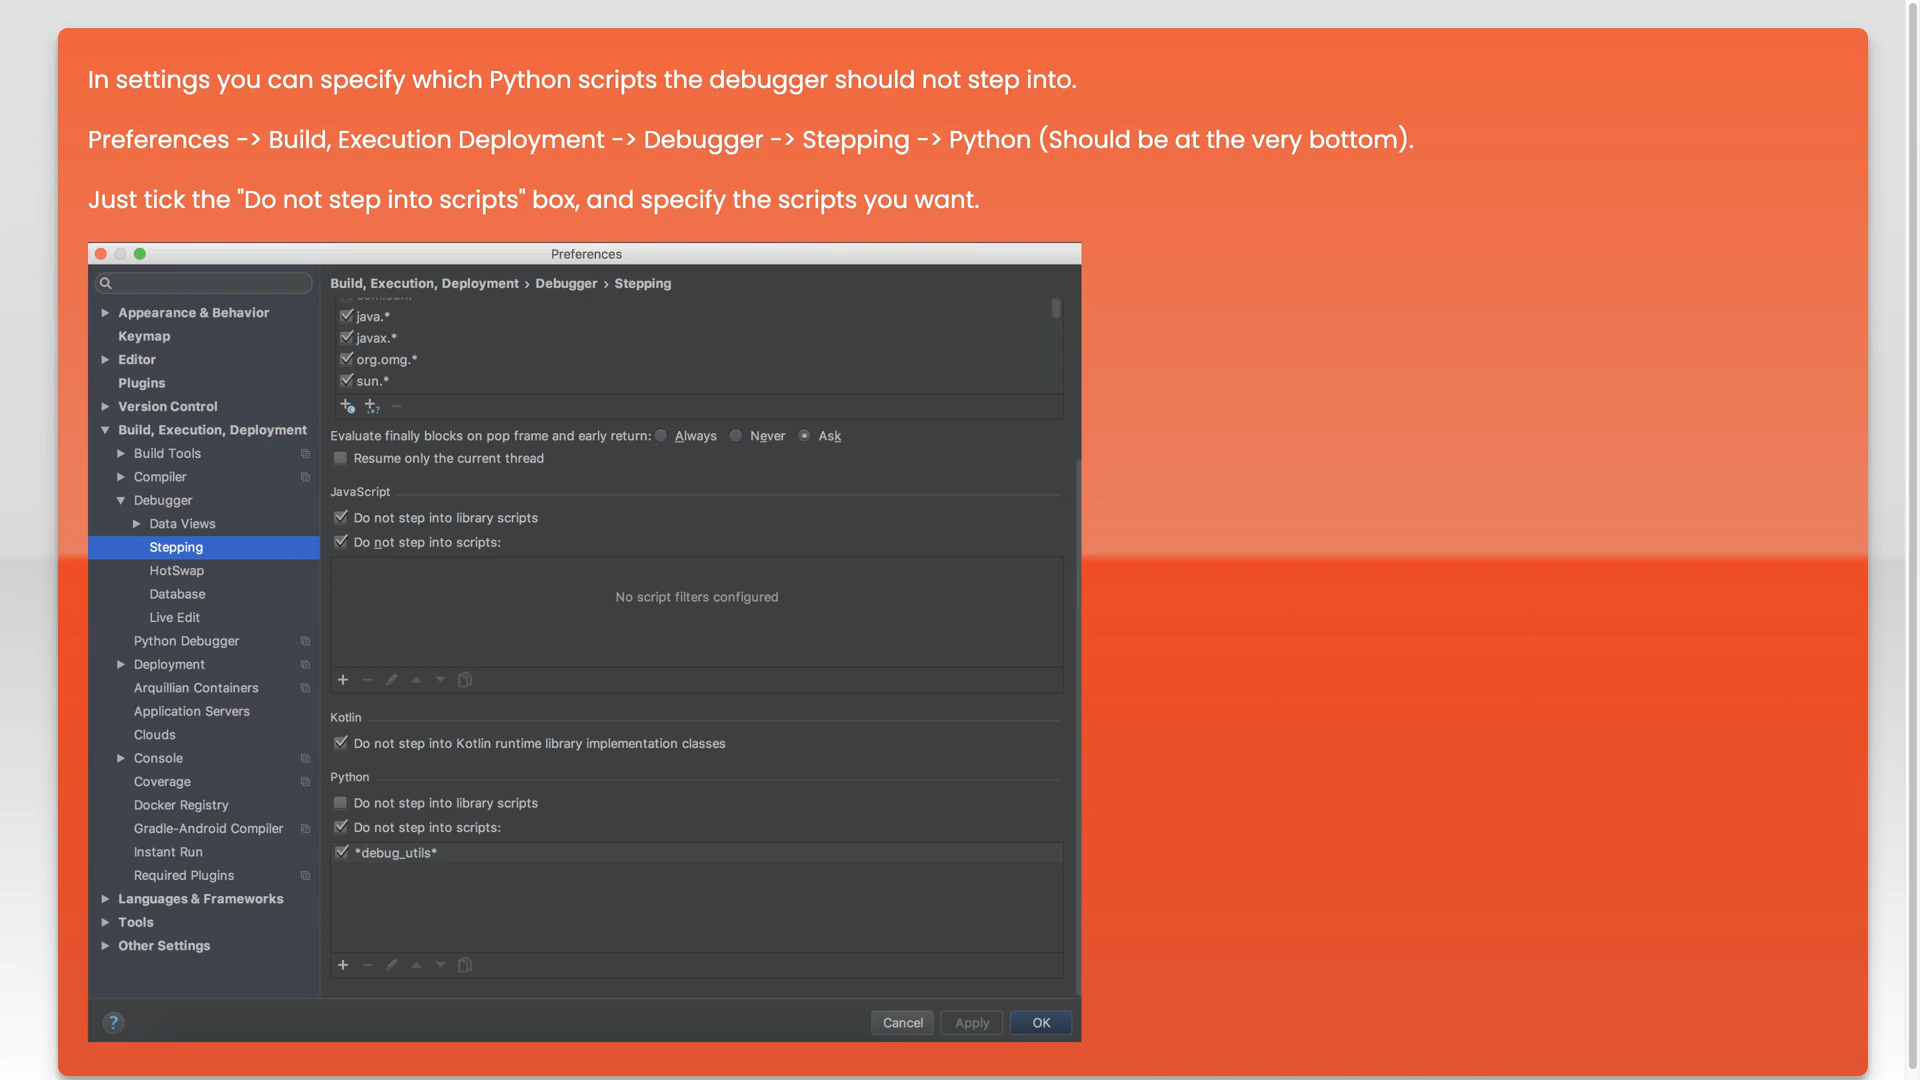 In settings you can specify which Python scripts the debugger should not step into.
Preferences -> Build, Execution Deployment -> Debugger -> Stepping -> Python (Should be at the very bottom).
Just tick the "Do not step into scripts" box, and specify the scripts you want.
Preferences
Appearance & Behavior
Keymap
Editor
Plugins
Version Control
Build, Execution, Deployment
Build Tools
Compiler
Debugger
Data Views
Stepping
HotSwap
Database
Live Edit
Python Debugger
Deployment
Arquillian Containers
Application Servers
Clouds
Console
Coverage
Docker Registry
Gradle-Android Compiler
Instant Run
Required Plugins
Languages & Frameworks
Tools
Other Settings
Build, Execution, Deployment › Debugger › Stepping
java.*
javax.*
org.omg.*
sun.*
Evaluate finally blocks on pop frame and early return: Always Never Ask
Resume only the current thread
JavaScript
Do not step into library scripts
Do not step into scripts:
No script filters configured
Kotlin
Do not step into Kotlin runtime library implementation classes
Python
Do not step into library scripts
Do not step into scripts:
*debug_utils*
?
Cancel
Apply
OK